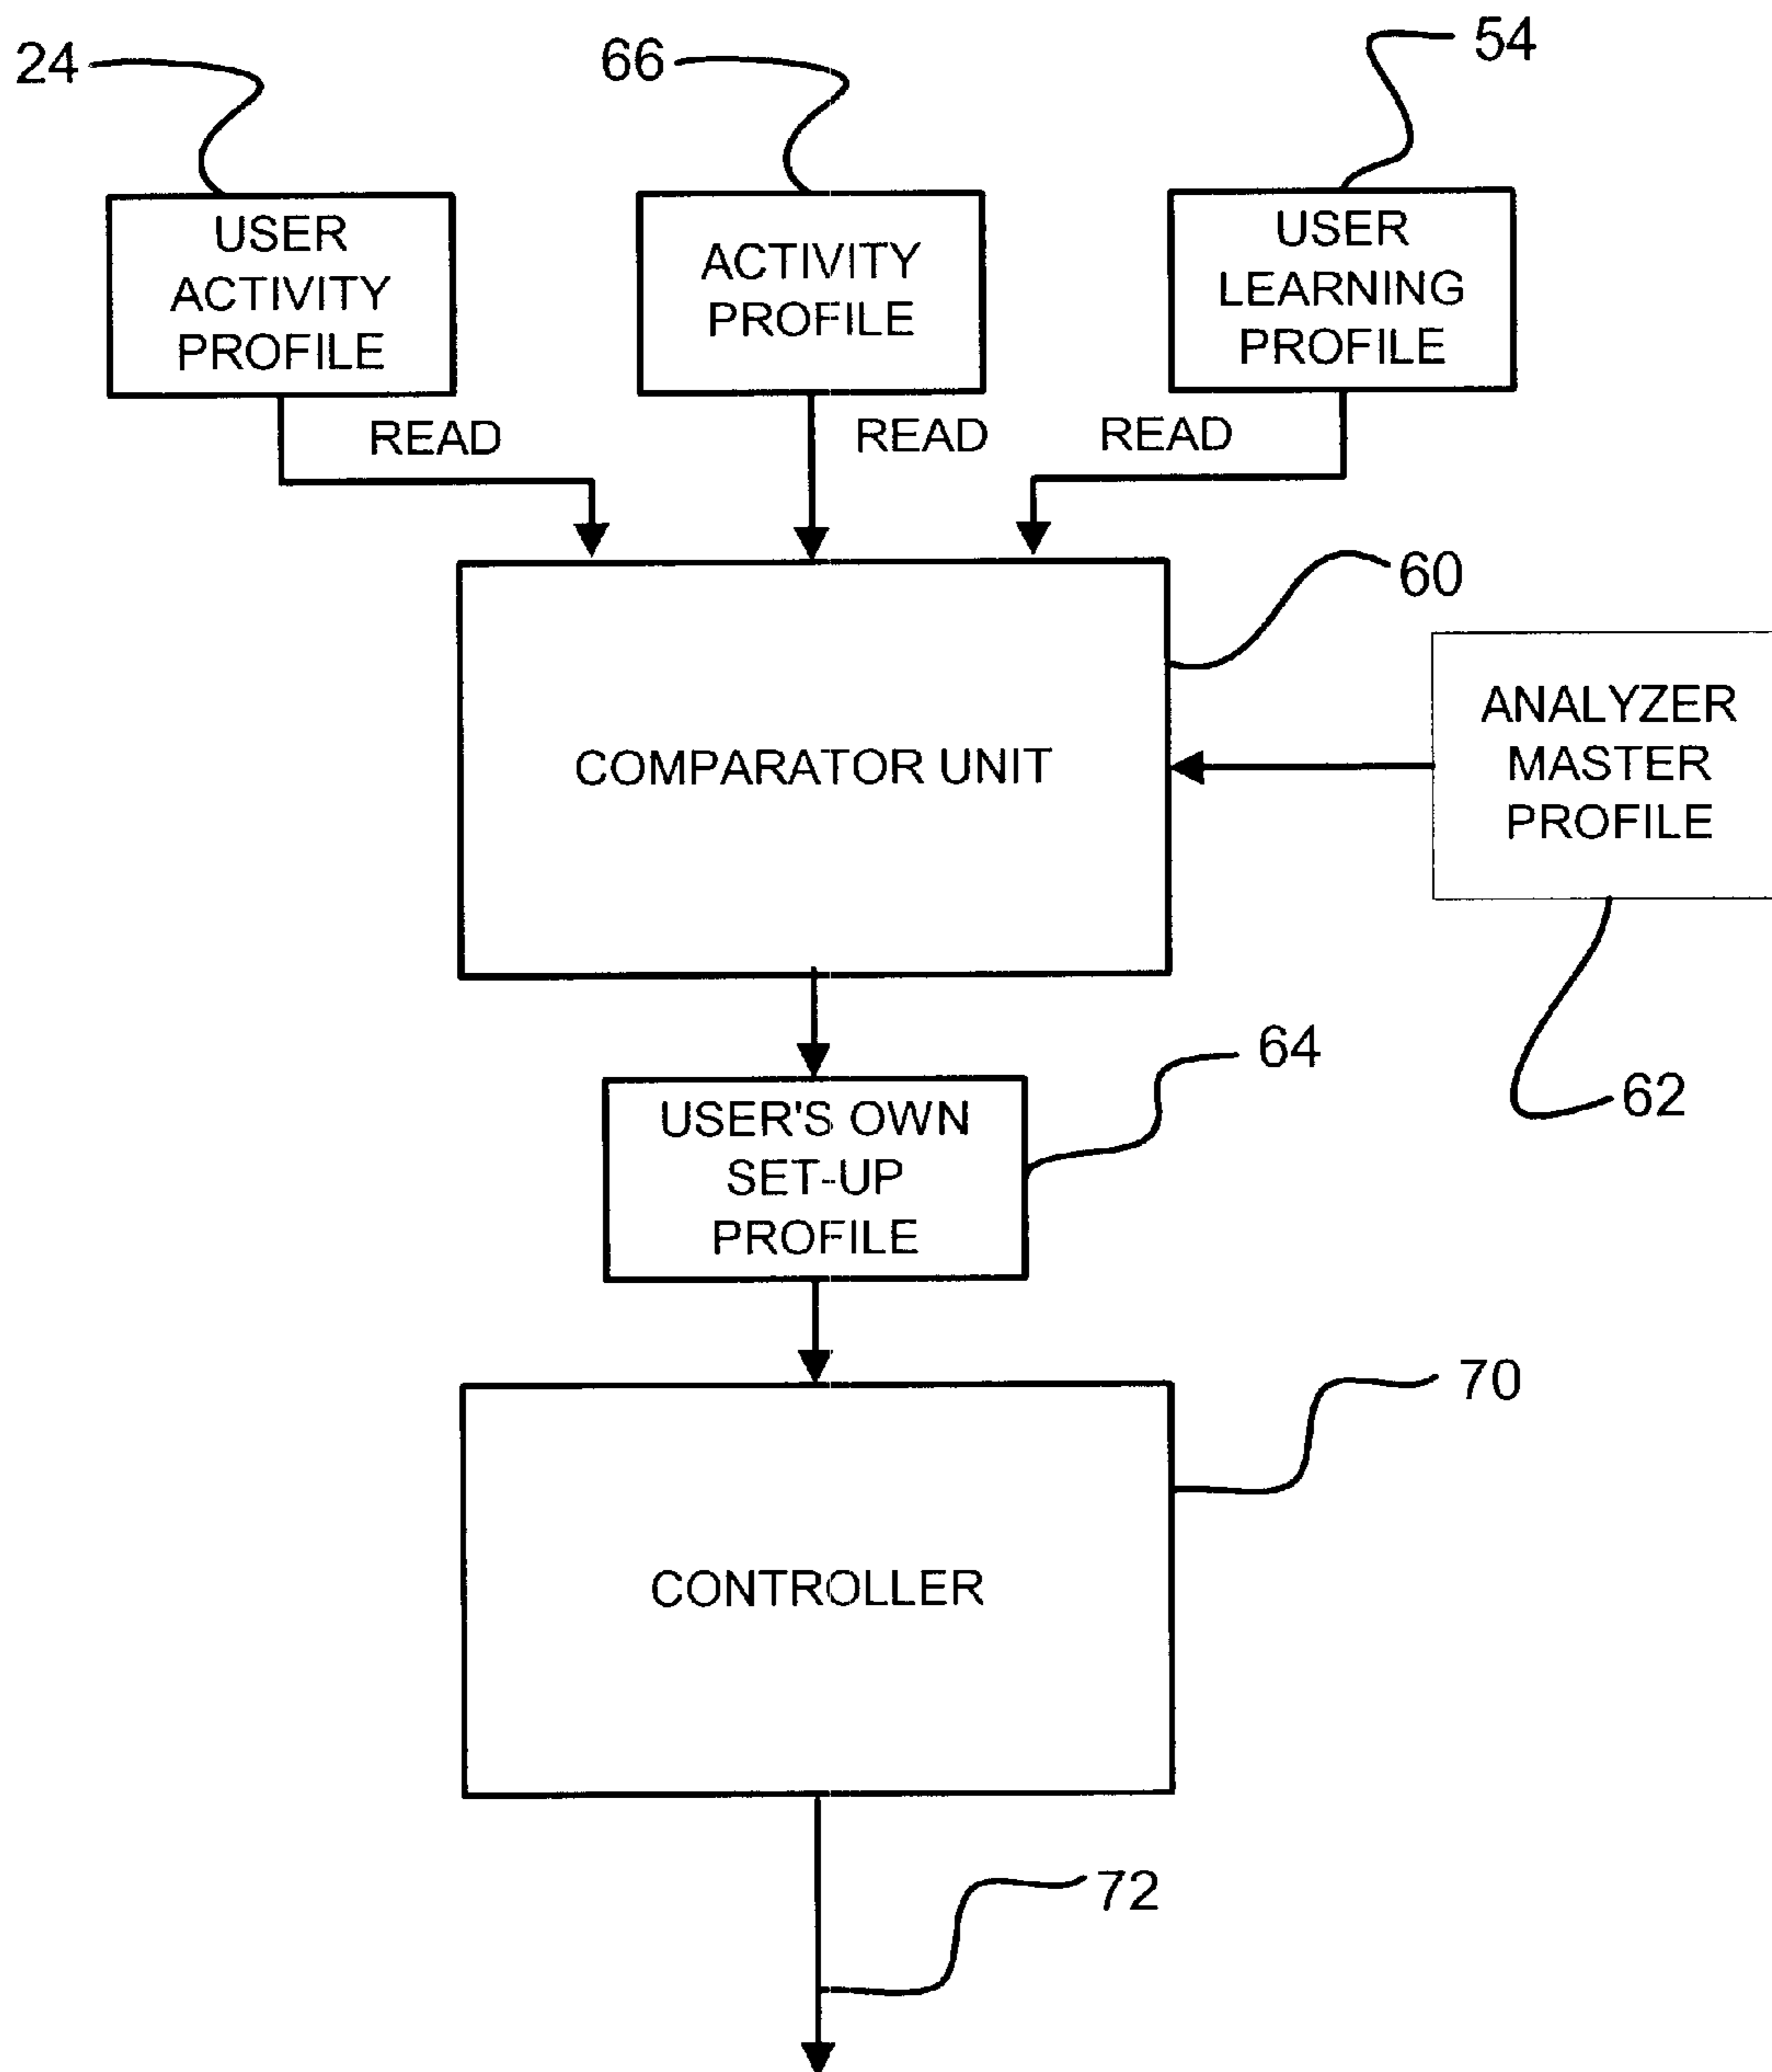 24
66
54
USER
ACTIVITY
PROFILE
ACTIVITY
PROFILE
USER
LEARNING
PROFILE
READ
READ
READ
60
COMPARATOR UNIT
ANALYZER
MASTER
PROFILE
62
64
USER'S OWN
SET-UP
PROFILE
70
CONTROLLER
72